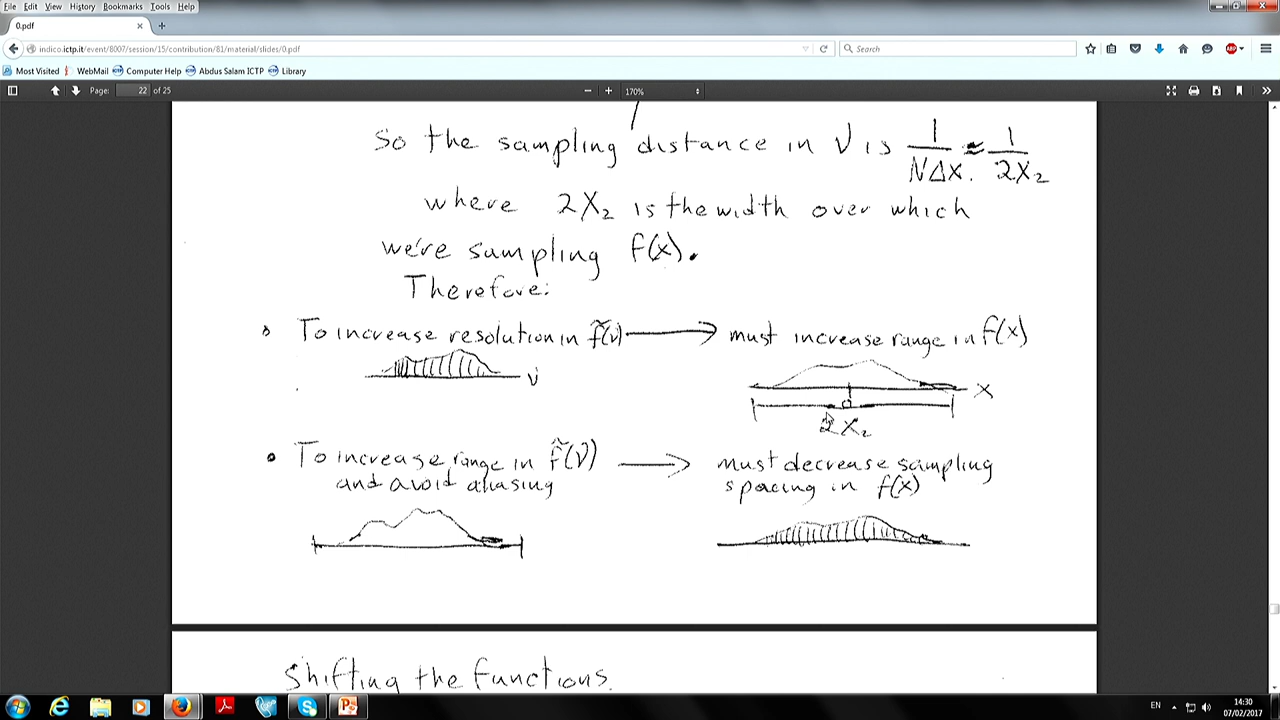 File Edit View History Bookmarks Tools Help
0.pdf
indico.ictp.it/event/8007/session/15/contribution/81/material/slides/0.pdf
Search
Most Visited WebMail Computer Help Abdus Salam ICTP Library
Page: 22 of 25
170%
So the sampling distance in ν is 1/NΔx. ≈ 1/2X₂
where 2X₂ is the width over which
we're sampling f(x).
Therefore:
To increase resolution in f̃(ν) → must increase range in f(x)
ν
x
0
2X₂
• To increase range in f̃(ν) → must decrease sampling
and avoid aliasing spacing in f(x)
Shifting the functions.
EN
14:30
07/02/2017